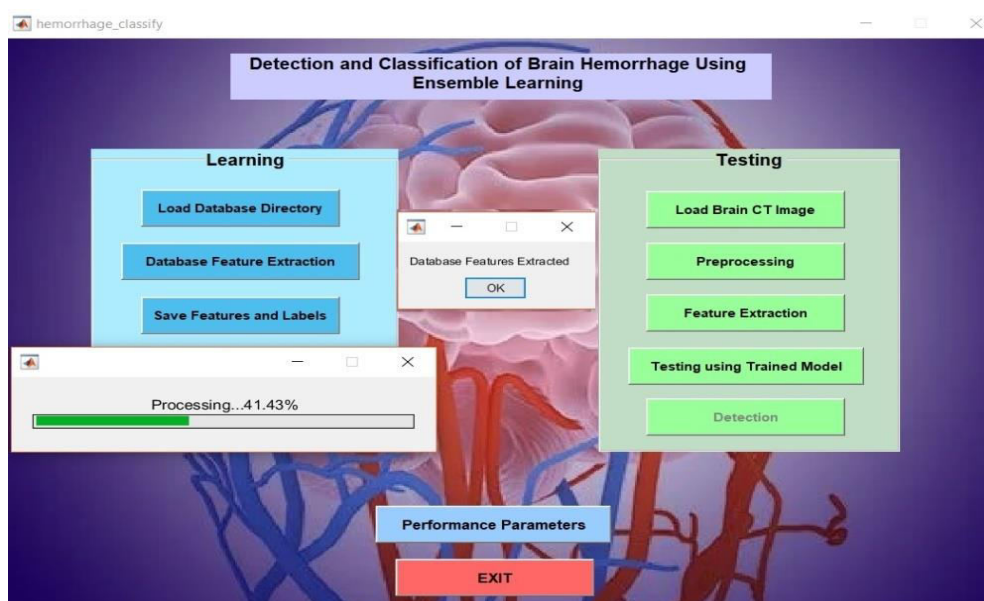 hemorrhage_classify
Detection and Classification of Brain Hemorrhage Using
Ensemble Learning
Learning
Load Database Directory
Database Feature Extraction
Save Features and Labels
Processing...41.43%
Database Features Extracted
OK
Testing
Load Brain CT Image
Preprocessing
Feature Extraction
Testing using Trained Model
Detection
Performance Parameters
EXIT